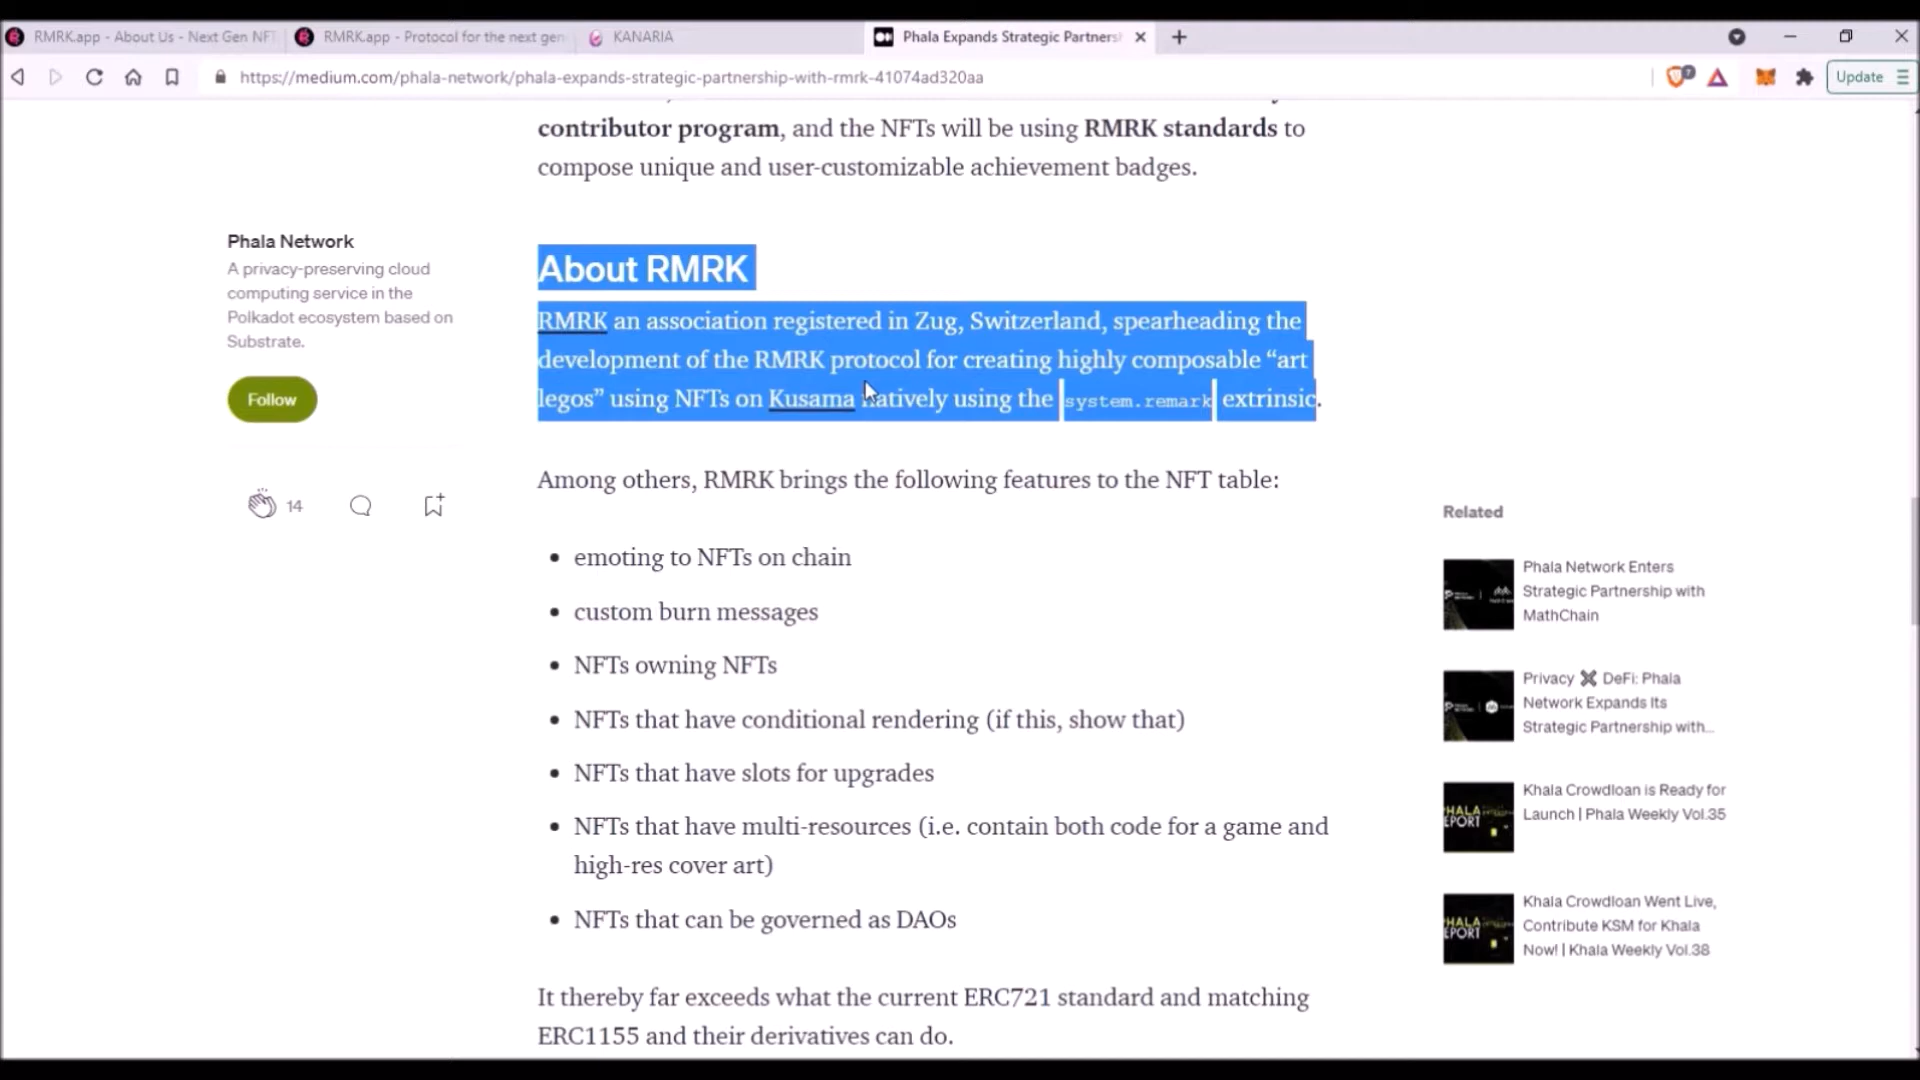 RMRK.app - About Us - Next Gen NFT
RMRK.app - Protocol for the next gen
KANARIA
Phala Expands Strategic Partners
https://medium.com/phala-network/phala-expands-strategic-partnership-with-rmrk-41074ad320aa
7
Update
contributor program, and the NFTs will be using RMRK standards to
compose unique and user-customizable achievement badges.
Phala Network
A privacy-preserving cloud
computing service in the
Polkadot ecosystem based on
Substrate.
Follow
14
About RMRK
RMRK an association registered in Zug, Switzerland, spearheading the
development of the RMRK protocol for creating highly composable “art
legos” using NFTs on Kusama natively using the system.remark extrinsic.
Among others, RMRK brings the following features to the NFT table:
• emoting to NFTs on chain
• custom burn messages
• NFTs owning NFTs
• NFTs that have conditional rendering (if this, show that)
• NFTs that have slots for upgrades
• NFTs that have multi-resources (i.e. contain both code for a game and
high-res cover art)
• NFTs that can be governed as DAOs
It thereby far exceeds what the current ERC721 standard and matching
ERC1155 and their derivatives can do.
Related
Phala Network Enters
Strategic Partnership with
MathChain
Privacy ✖ DeFi: Phala
Network Expands Its
Strategic Partnership with...
HALA
EPORT
Khala Crowdloan is Ready for
Launch | Phala Weekly Vol.35
HALA
EPORT
Khala Crowdloan Went Live,
Contribute KSM for Khala
Now! | Khala Weekly Vol.38